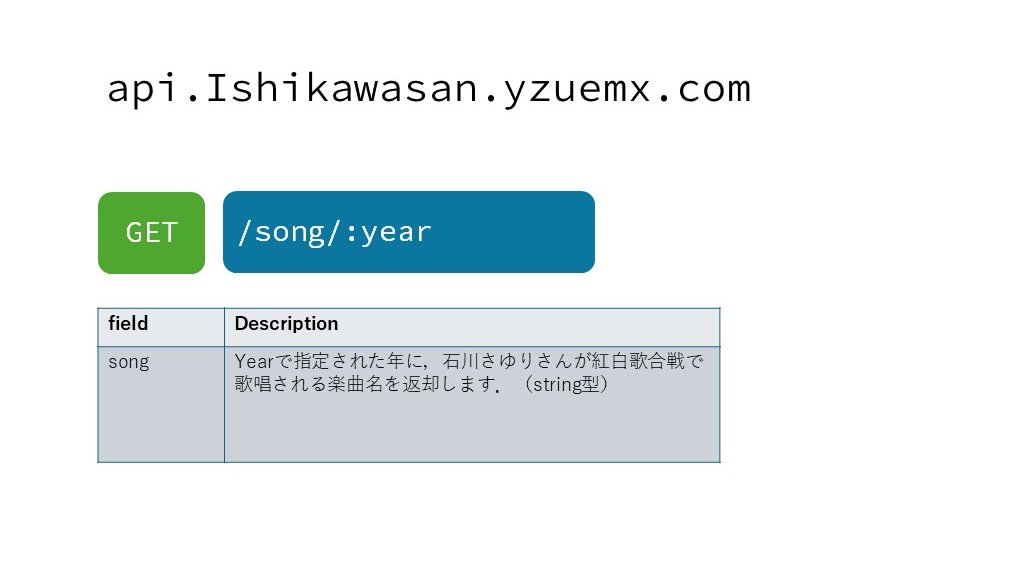 api.Ishikawasan.yzuemx.com
GET
/song/:year
field
Description
song
Yearで指定された年に，石川さゆりさんが紅白歌合戦で
歌唱される楽曲名を返却します．（string型）